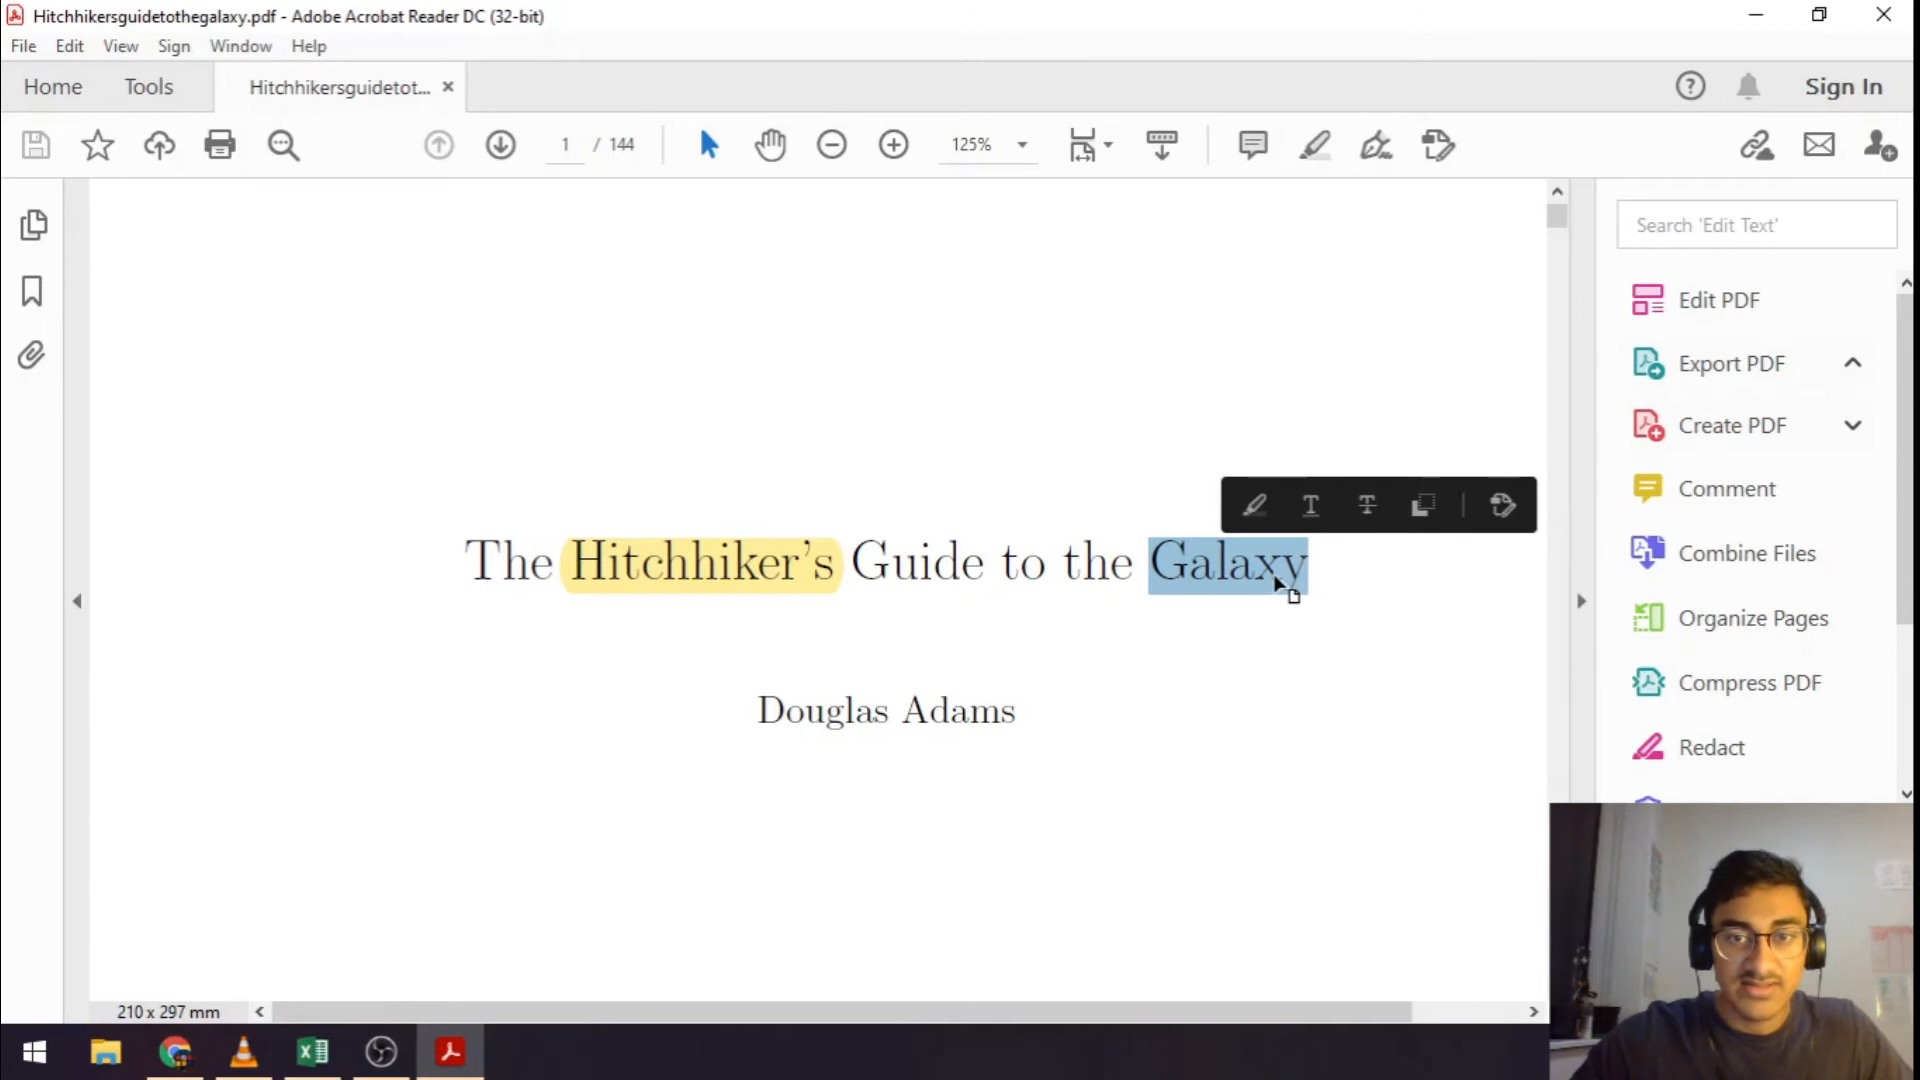 Hitchhikersguidetothegalaxy.pdf - Adobe Acrobat Reader DC (32-bit)
File Edit View Sign Window Help
Home Tools Hitchhikersguidetot... Sign In
1 / 144 125%
Search 'Edit Text'
Edit PDF
Export PDF
Create PDF
Comment
Combine Files
Organize Pages
Compress PDF
Redact
The Hitchhiker's Guide to the Galaxy
Douglas Adams
210 x 297 mm